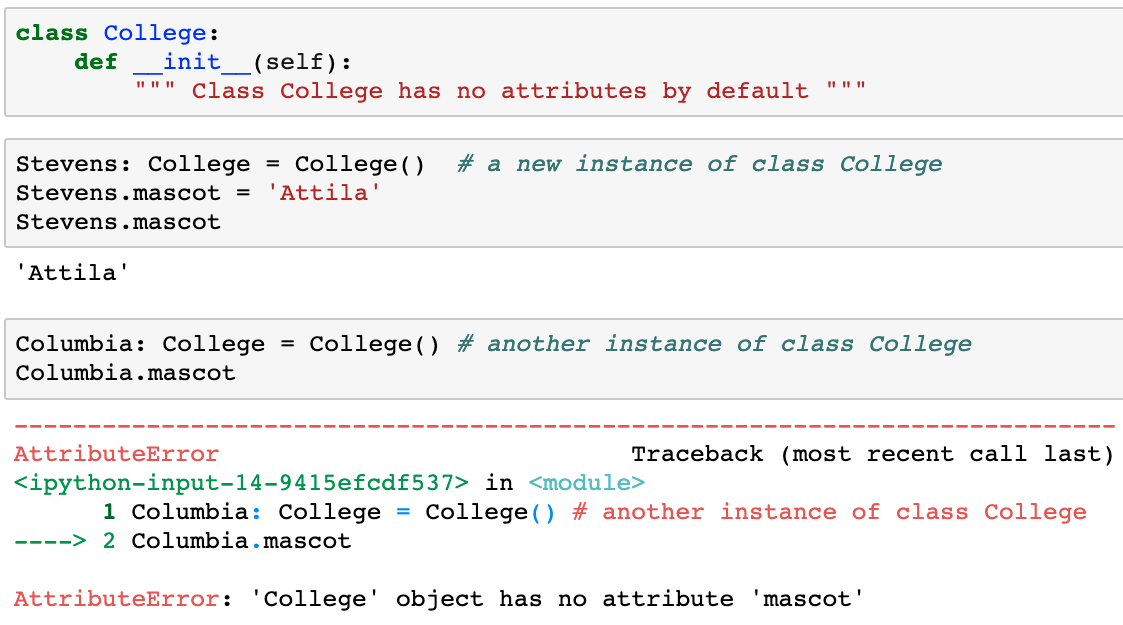 class College:
    def __init__(self):
        """ Class College has no attributes by default """
Stevens: College = College()  # a new instance of class College
Stevens.mascot = 'Attila'
Stevens.mascot
'Attila'
Columbia: College = College() # another instance of class College
Columbia.mascot
---------------------------------------------------------------------------
AttributeError                            Traceback (most recent call last)
<ipython-input-14-9415efcdf537> in <module>
      1 Columbia: College = College() # another instance of class College
----> 2 Columbia.mascot
AttributeError: 'College' object has no attribute 'mascot'